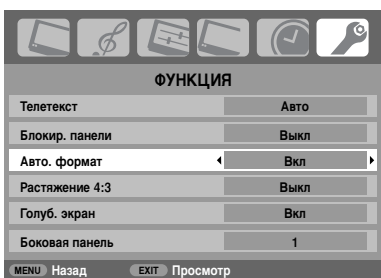 ФУНКЦИЯ
Телетекст Авто
Блокир. панели Выкл
Авто. формат Вкл
Растяжение 4:3 Выкл
Голуб. экран Вкл
Боковая панель 1
MENU Назад EXIT Просмотр